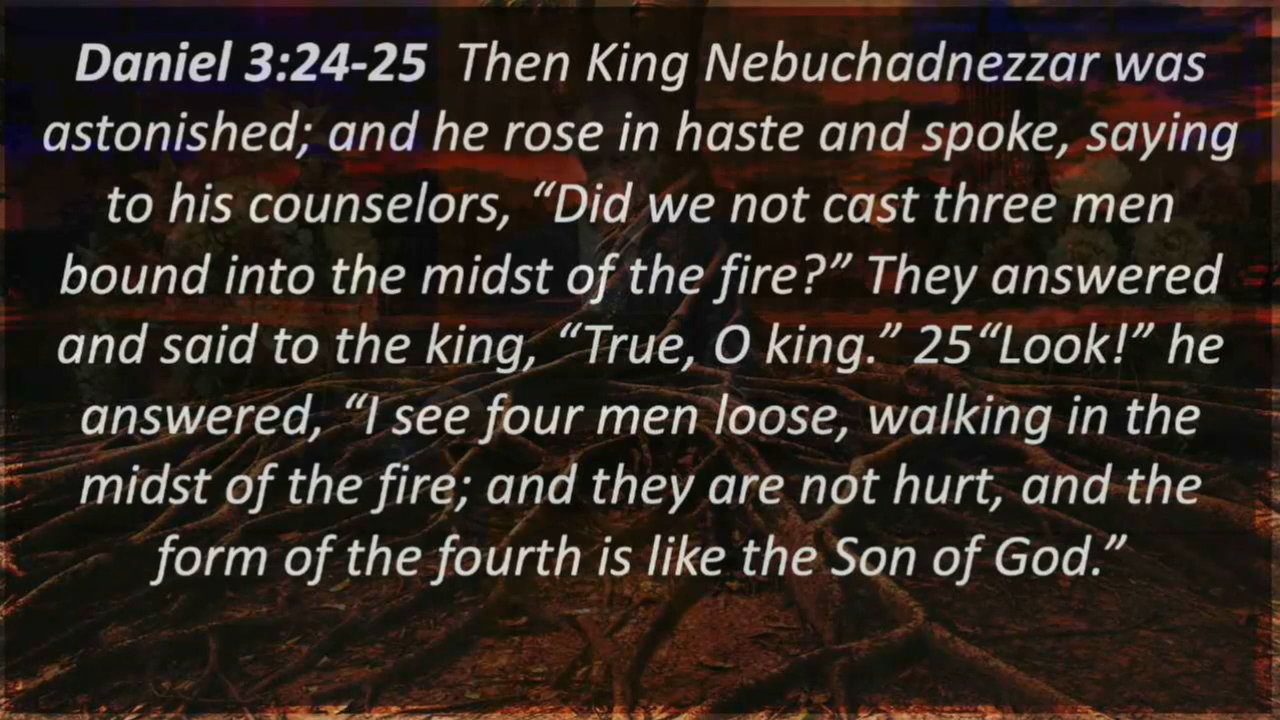 Daniel 3:24-25  Then King Nebuchadnezzar was
astonished; and he rose in haste and spoke, saying
to his counselors, “Did we not cast three men
bound into the midst of the fire?” They answered
and said to the king, “True, O king.” 25“Look!” he
answered, “I see four men loose, walking in the
midst of the fire; and they are not hurt, and the
form of the fourth is like the Son of God.”